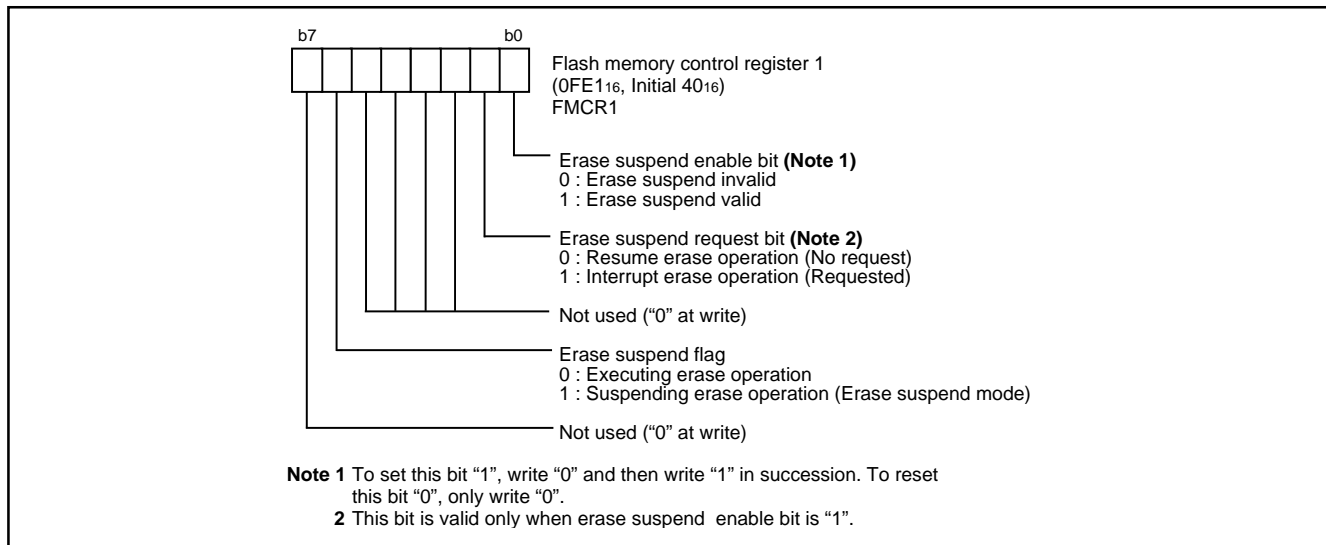 b7 b0
Flash memory control register 1
(0FE116, Initial 4016)
FMCR1
Erase suspend enable bit (Note 1)
0 : Erase suspend invalid
1 : Erase suspend valid
Erase suspend request bit (Note 2)
0 : Resume erase operation (No request)
1 : Interrupt erase operation (Requested)
Not used (“0” at write)
Erase suspend flag
0 : Executing erase operation
1 : Suspending erase operation (Erase suspend mode)
Not used (“0” at write)
Note 1 To set this bit “1”, write “0” and then write “1” in succession. To reset
this bit “0”, only write “0”.
2 This bit is valid only when erase suspend enable bit is “1”.